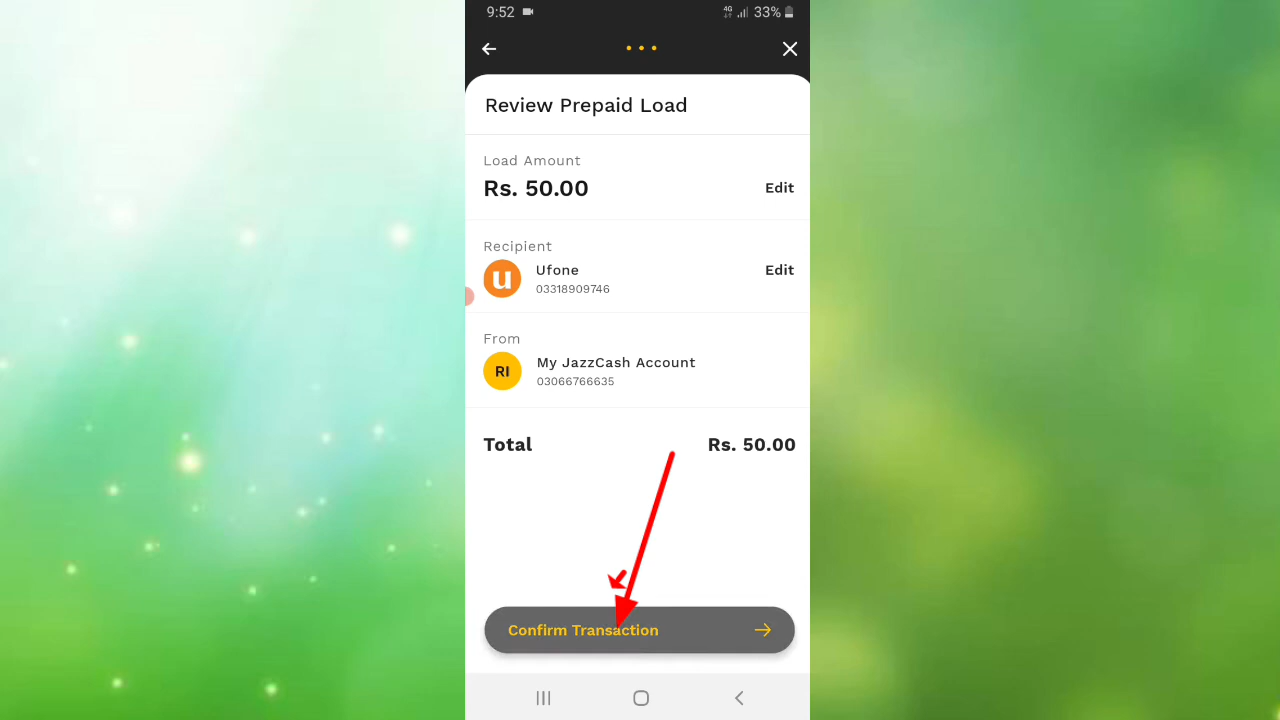 9:52 4G 33%
Review Prepaid Load
Load Amount
Rs. 50.00 Edit
Recipient
u Ufone Edit
03318909746
From
RI My JazzCash Account
03066766635
Total Rs. 50.00
Confirm Transaction